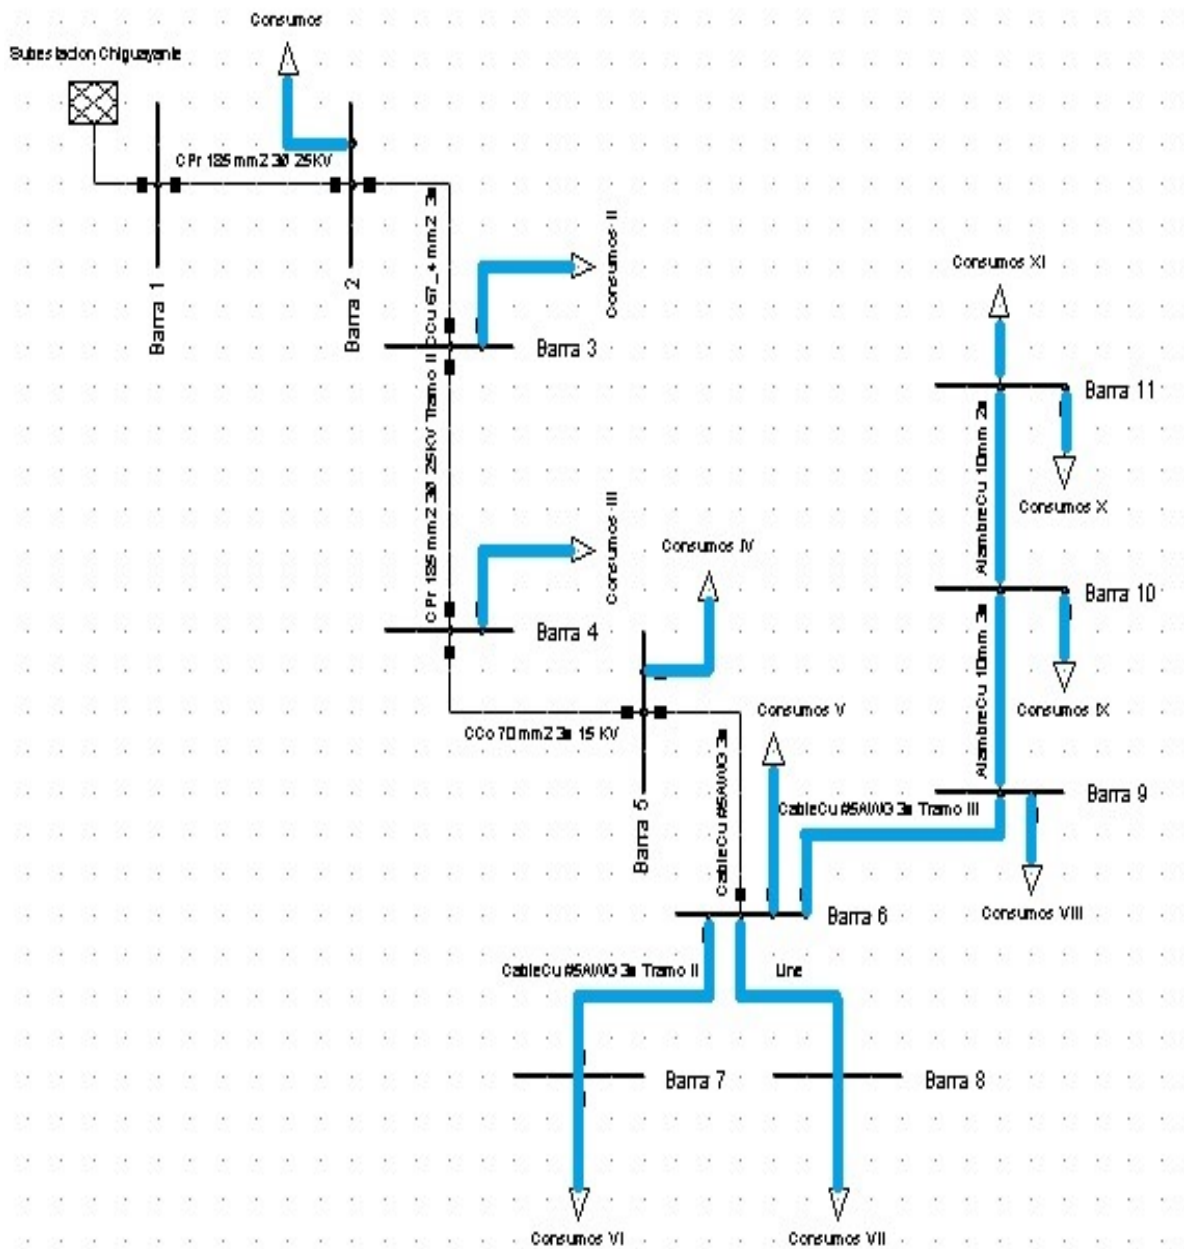 Consumos
Subestacion Chiguayante
CPr 185 mm2 3Ø 25KV
Barra 1
Barra 2
CCu 67_4 mm2 3ø
Consumos-II
Barra 3
CPr 185 mm2 3Ø 25KV Tramo II
Consumos-III
Barra 4
Consumos IV
CCo 70 mm2 3ø 15 KV
Barra 5
CableCu #5AWG 3ø
Consumos V
Consumos XI
Barra 11
AlambreCu 10mm 2ø
Consumos X
Barra 10
AlambreCu 10mm 3ø
Consumos IX
Barra 9
CableCu #5AWG 3ø Tramo III
Consumos VIII
Barra 6
CableCu #5AWG 3ø Tramo II
Line
Barra 7
Barra 8
Consumos VI
Consumos VII